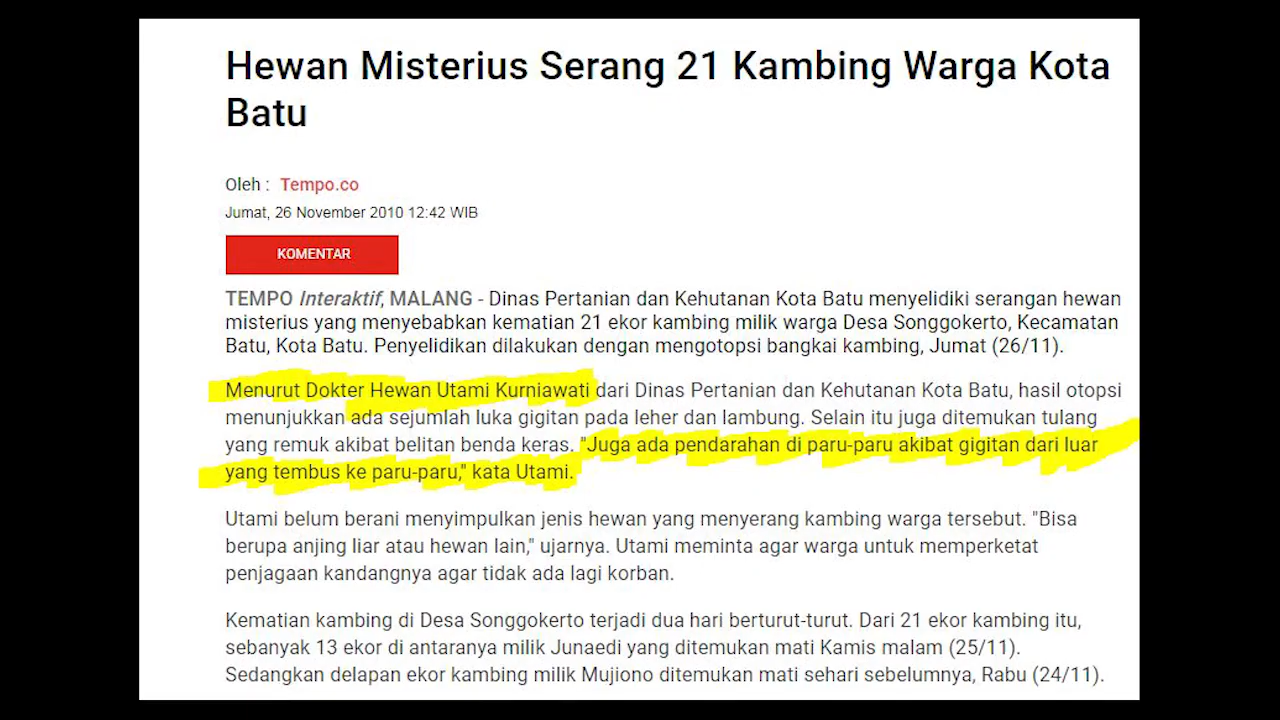 Hewan Misterius Serang 21 Kambing Warga Kota
Batu
Oleh : Tempo.co
Jumat, 26 November 2010 12:42 WIB
KOMENTAR
TEMPO Interaktif, MALANG - Dinas Pertanian dan Kehutanan Kota Batu menyelidiki serangan hewan
misterius yang menyebabkan kematian 21 ekor kambing milik warga Desa Songgokerto, Kecamatan
Batu, Kota Batu. Penyelidikan dilakukan dengan mengotopsi bangkai kambing, Jumat (26/11).
Menurut Dokter Hewan Utami Kurniawati dari Dinas Pertanian dan Kehutanan Kota Batu, hasil otopsi
menunjukkan ada sejumlah luka gigitan pada leher dan lambung. Selain itu juga ditemukan tulang
yang remuk akibat belitan benda keras. "Juga ada pendarahan di paru-paru akibat gigitan dari luar
yang tembus ke paru-paru," kata Utami.
Utami belum berani menyimpulkan jenis hewan yang menyerang kambing warga tersebut. "Bisa
berupa anjing liar atau hewan lain," ujarnya. Utami meminta agar warga untuk memperketat
penjagaan kandangnya agar tidak ada lagi korban.
Kematian kambing di Desa Songgokerto terjadi dua hari berturut-turut. Dari 21 ekor kambing itu,
sebanyak 13 ekor di antaranya milik Junaedi yang ditemukan mati Kamis malam (25/11).
Sedangkan delapan ekor kambing milik Mujiono ditemukan mati sehari sebelumnya, Rabu (24/11).